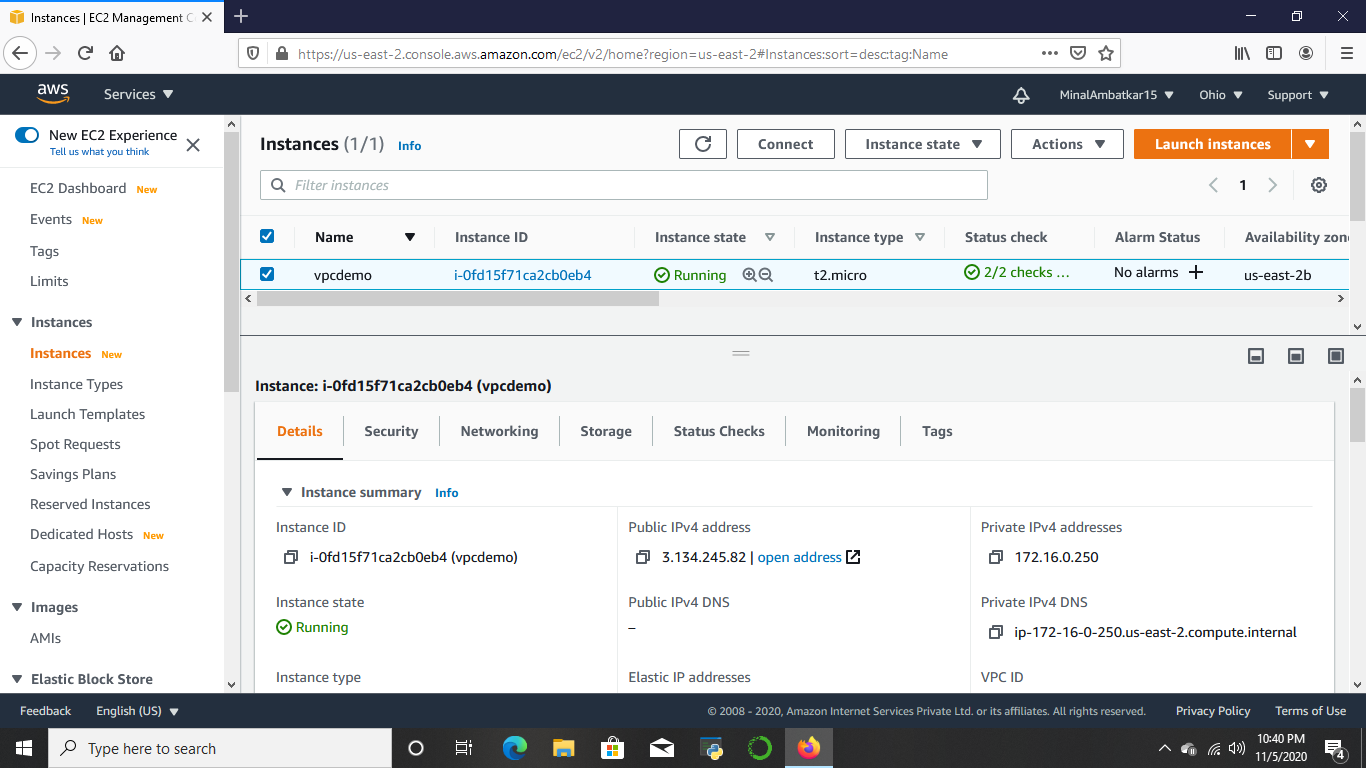 Instances | EC2 Management C
https://us-east-2.console.aws.amazon.com/ec2/v2/home?region=us-east-2#Instances:sort=desc:tag:Name
aws
Services
MinalAmbatkar15
Ohio
Support
New EC2 Experience
Tell us what you think
EC2 Dashboard New
Events New
Tags
Limits
Instances
Instances New
Instance Types
Launch Templates
Spot Requests
Savings Plans
Reserved Instances
Dedicated Hosts New
Capacity Reservations
Images
AMIs
Elastic Block Store
Instances (1/1) Info
Connect
Instance state
Actions
Launch instances
Filter instances
1
Name Instance ID Instance state Instance type Status check Alarm Status Availability zon
vpcdemo i-0fd15f71ca2cb0eb4 Running t2.micro 2/2 checks ... No alarms + us-east-2b
Instance: i-0fd15f71ca2cb0eb4 (vpcdemo)
Details Security Networking Storage Status Checks Monitoring Tags
Instance summary Info
Instance ID Public IPv4 address Private IPv4 addresses
i-0fd15f71ca2cb0eb4 (vpcdemo) 3.134.245.82 | open address 172.16.0.250
Instance state Public IPv4 DNS Private IPv4 DNS
Running – ip-172-16-0-250.us-east-2.compute.internal
Instance type Elastic IP addresses VPC ID
Feedback English (US) © 2008 - 2020, Amazon Internet Services Private Ltd. or its affiliates. All rights reserved. Privacy Policy Terms of Use
Type here to search
10:40 PM
11/5/2020
4